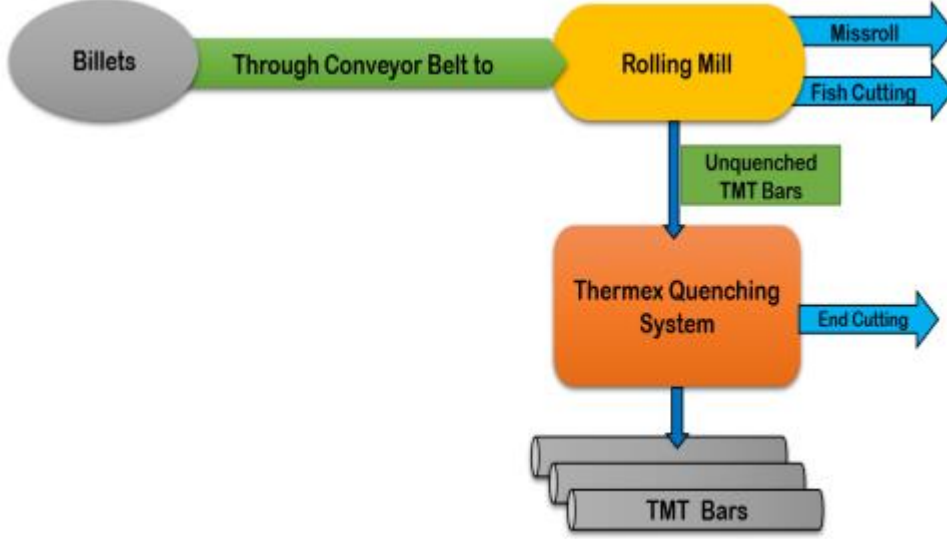 Billets
Through Conveyor Belt to
Rolling Mill
Missroll
Fish Cutting
Unquenched
TMT Bars
Thermex Quenching
System
End Cutting
TMT Bars